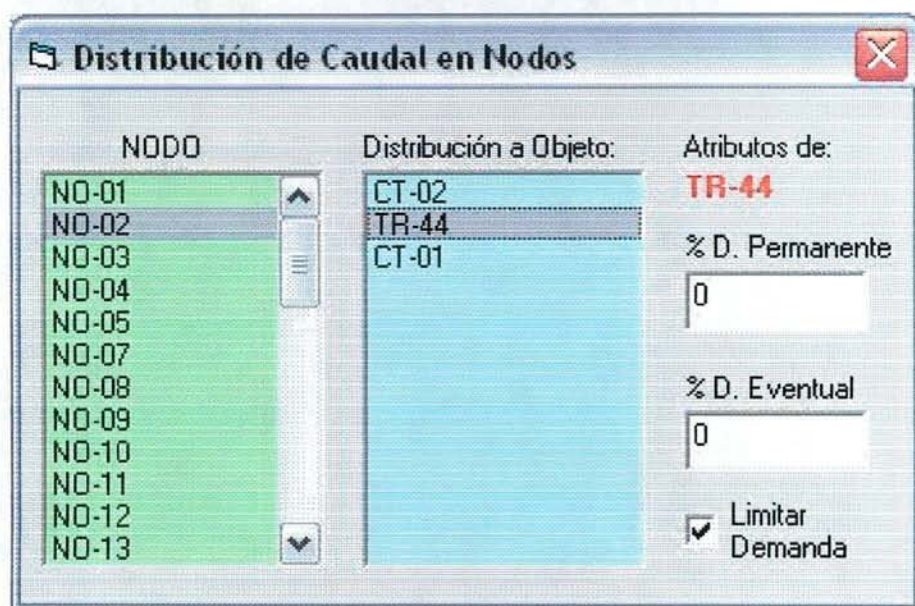 Distribución de Caudal en Nodos
NODO
NO-01
NO-02
NO-03
NO-04
NO-05
NO-07
NO-08
NO-09
NO-10
NO-11
NO-12
NO-13
Distribución a Objeto:
CT-02
TR-44
CT-01
Atributos de:
TR-44
% D. Permanente
0
% D. Eventual
0
Limitar
Demanda